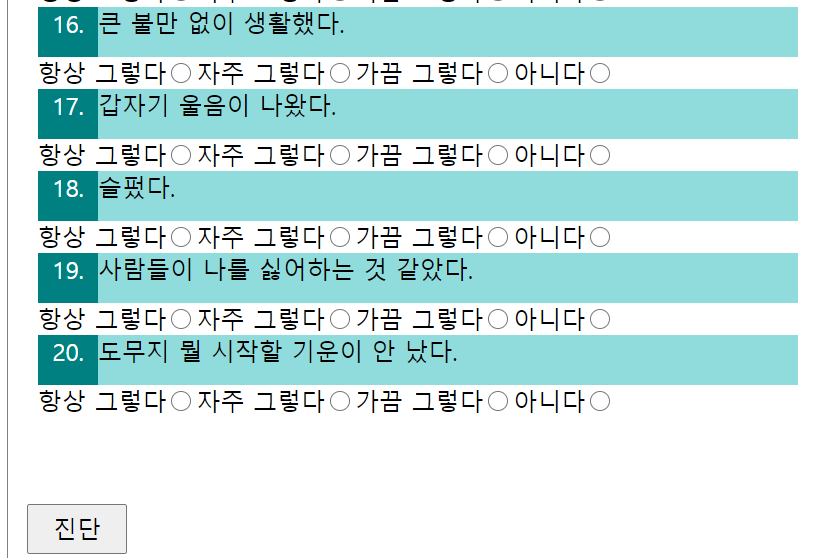 16. 큰 불만 없이 생활했다.
항상 그렇다 자주 그렇다 가끔 그렇다 아니다
17. 갑자기 울음이 나왔다.
항상 그렇다 자주 그렇다 가끔 그렇다 아니다
18. 슬펐다.
항상 그렇다 자주 그렇다 가끔 그렇다 아니다
19. 사람들이 나를 싫어하는 것 같았다.
항상 그렇다 자주 그렇다 가끔 그렇다 아니다
20. 도무지 뭘 시작할 기운이 안 났다.
항상 그렇다 자주 그렇다 가끔 그렇다 아니다
진단